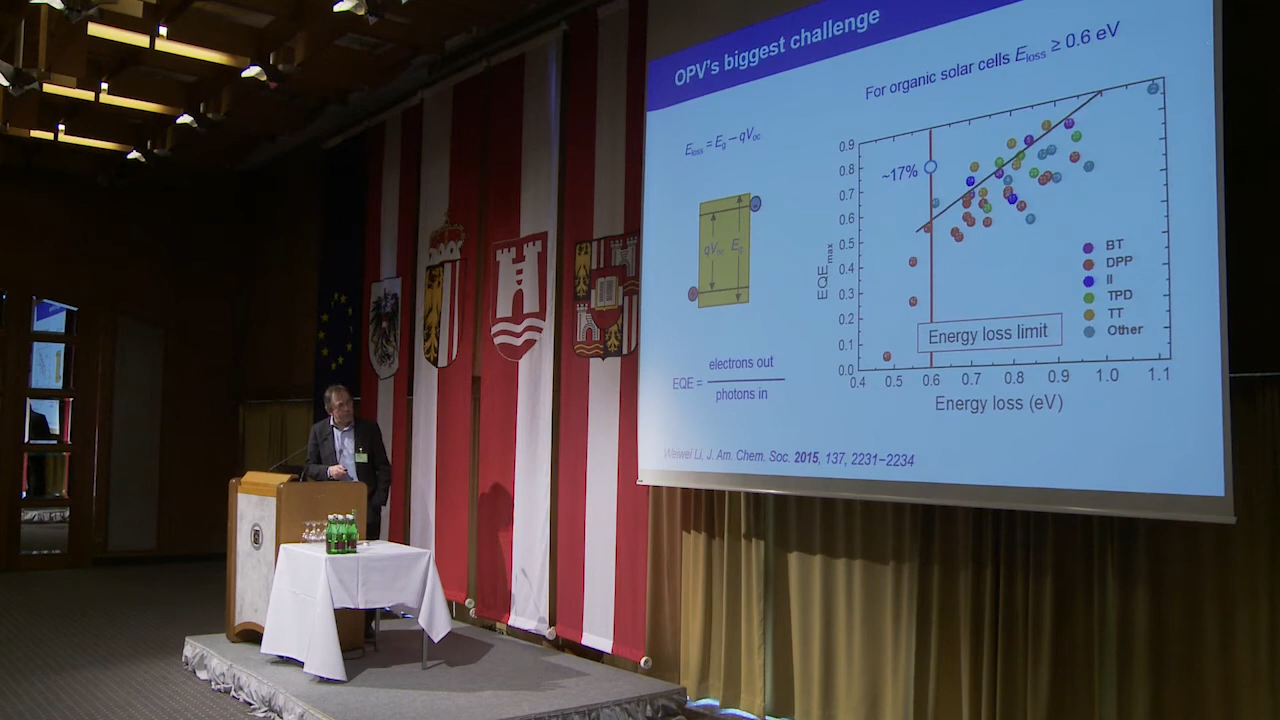 OPV's biggest challenge
For organic solar cells Eloss ≥ 0.6 eV
Eloss = Eg – qVoc
qVoc Eg
EQE =
electrons out
photons in
EQEmax
0.9
0.8
0.7
0.6
0.5
0.4
0.3
0.2
0.1
0.0
~17%
BT
DPP
II
TPD
TT
Other
Energy loss limit
0.4 0.5 0.6 0.7 0.8 0.9 1.0 1.1
Energy loss (eV)
Weiwei Li, J. Am. Chem. Soc. 2015, 137, 2231−2234